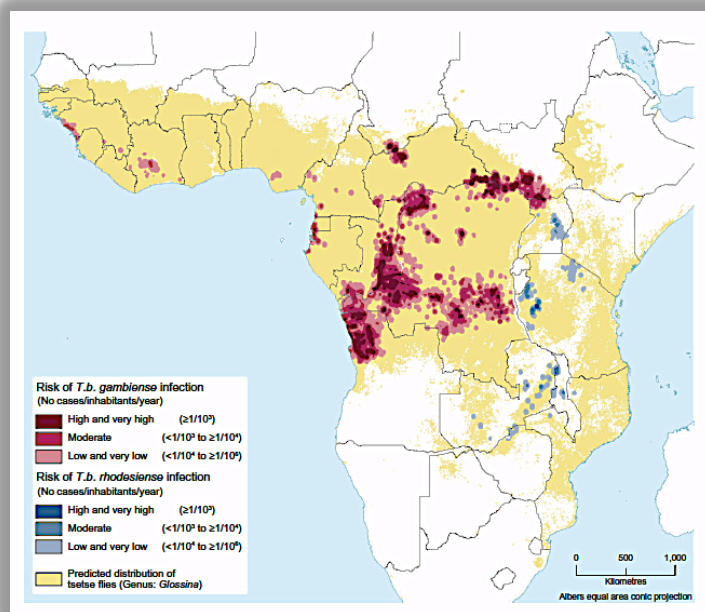 Risk of T.b. gambiense infection
(No cases/inhabitants/year)
High and very high (≥1/10³)
Moderate (<1/10³ to ≥1/10⁴)
Low and very low (<1/10⁴ to ≥1/10⁶)
Risk of T.b. rhodesiense infection
(No cases/inhabitants/year)
High and very high (≥1/10³)
Moderate (<1/10³ to ≥1/10⁴)
Low and very low (<1/10⁴ to ≥1/10⁶)
Predicted distribution of
tsetse flies (Genus: Glossina)
0 500 1,000
Kilometres
Albers equal area conic projection